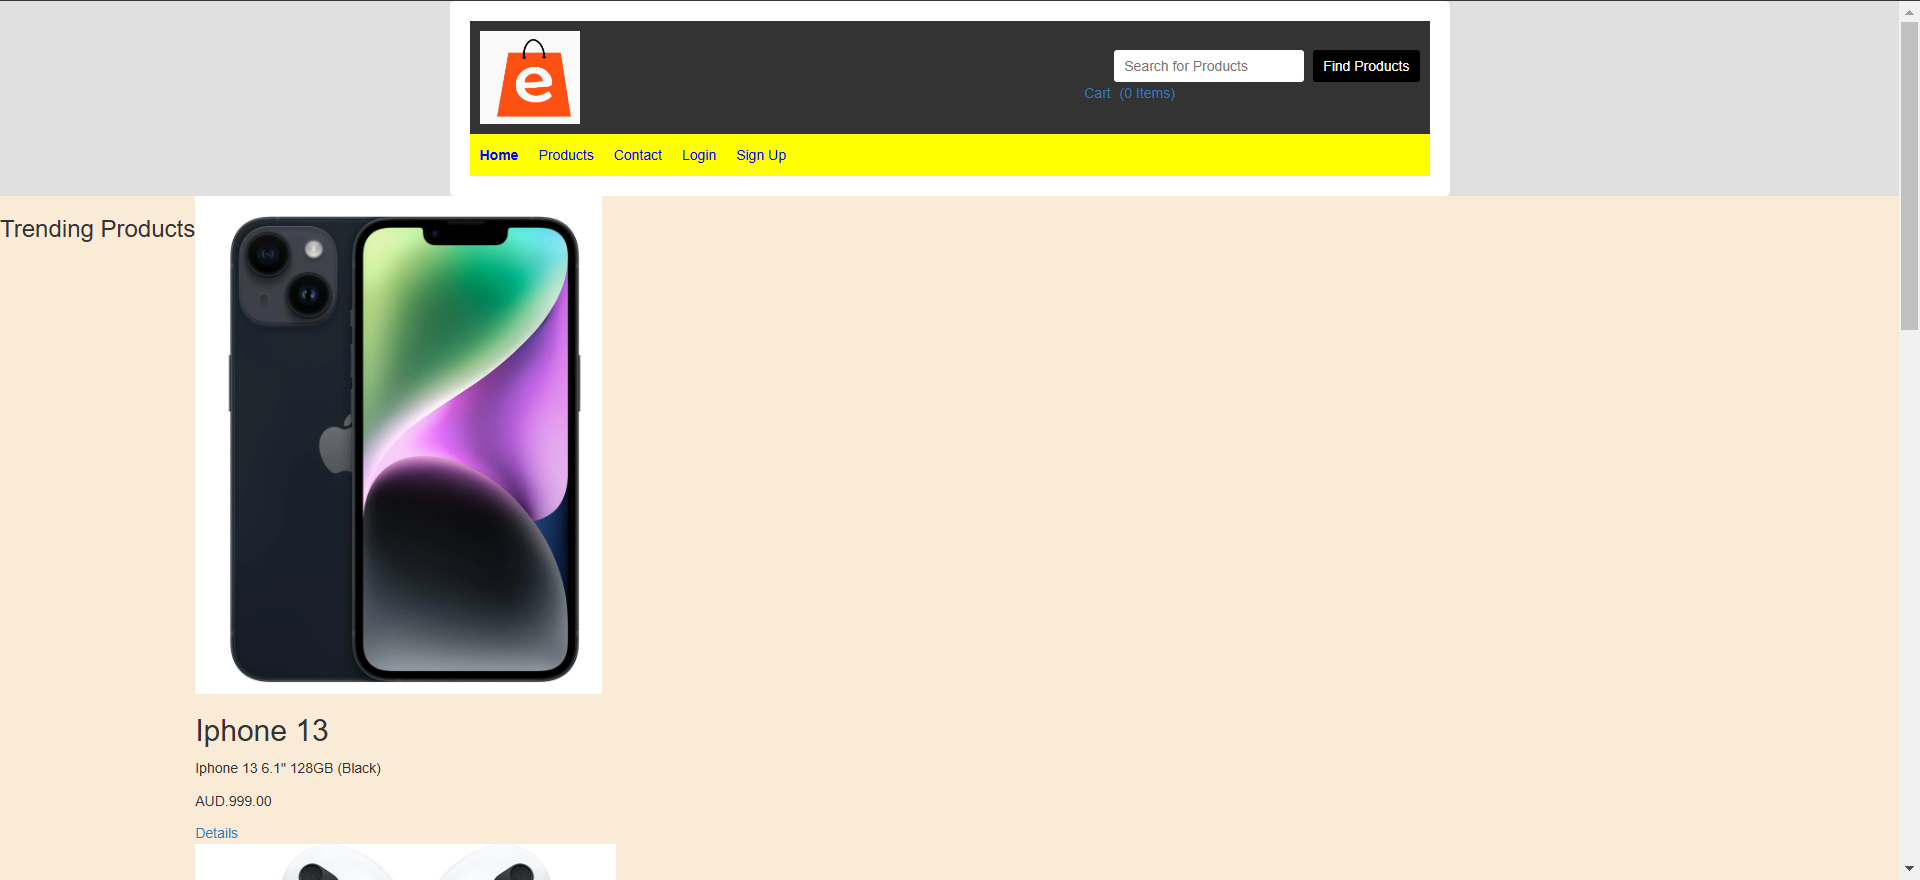 e
Search for Products
Find Products
Cart (0 Items)
Home Products Contact Login Sign Up
Trending Products
Iphone 13
Iphone 13 6.1" 128GB (Black)
AUD.999.00
Details